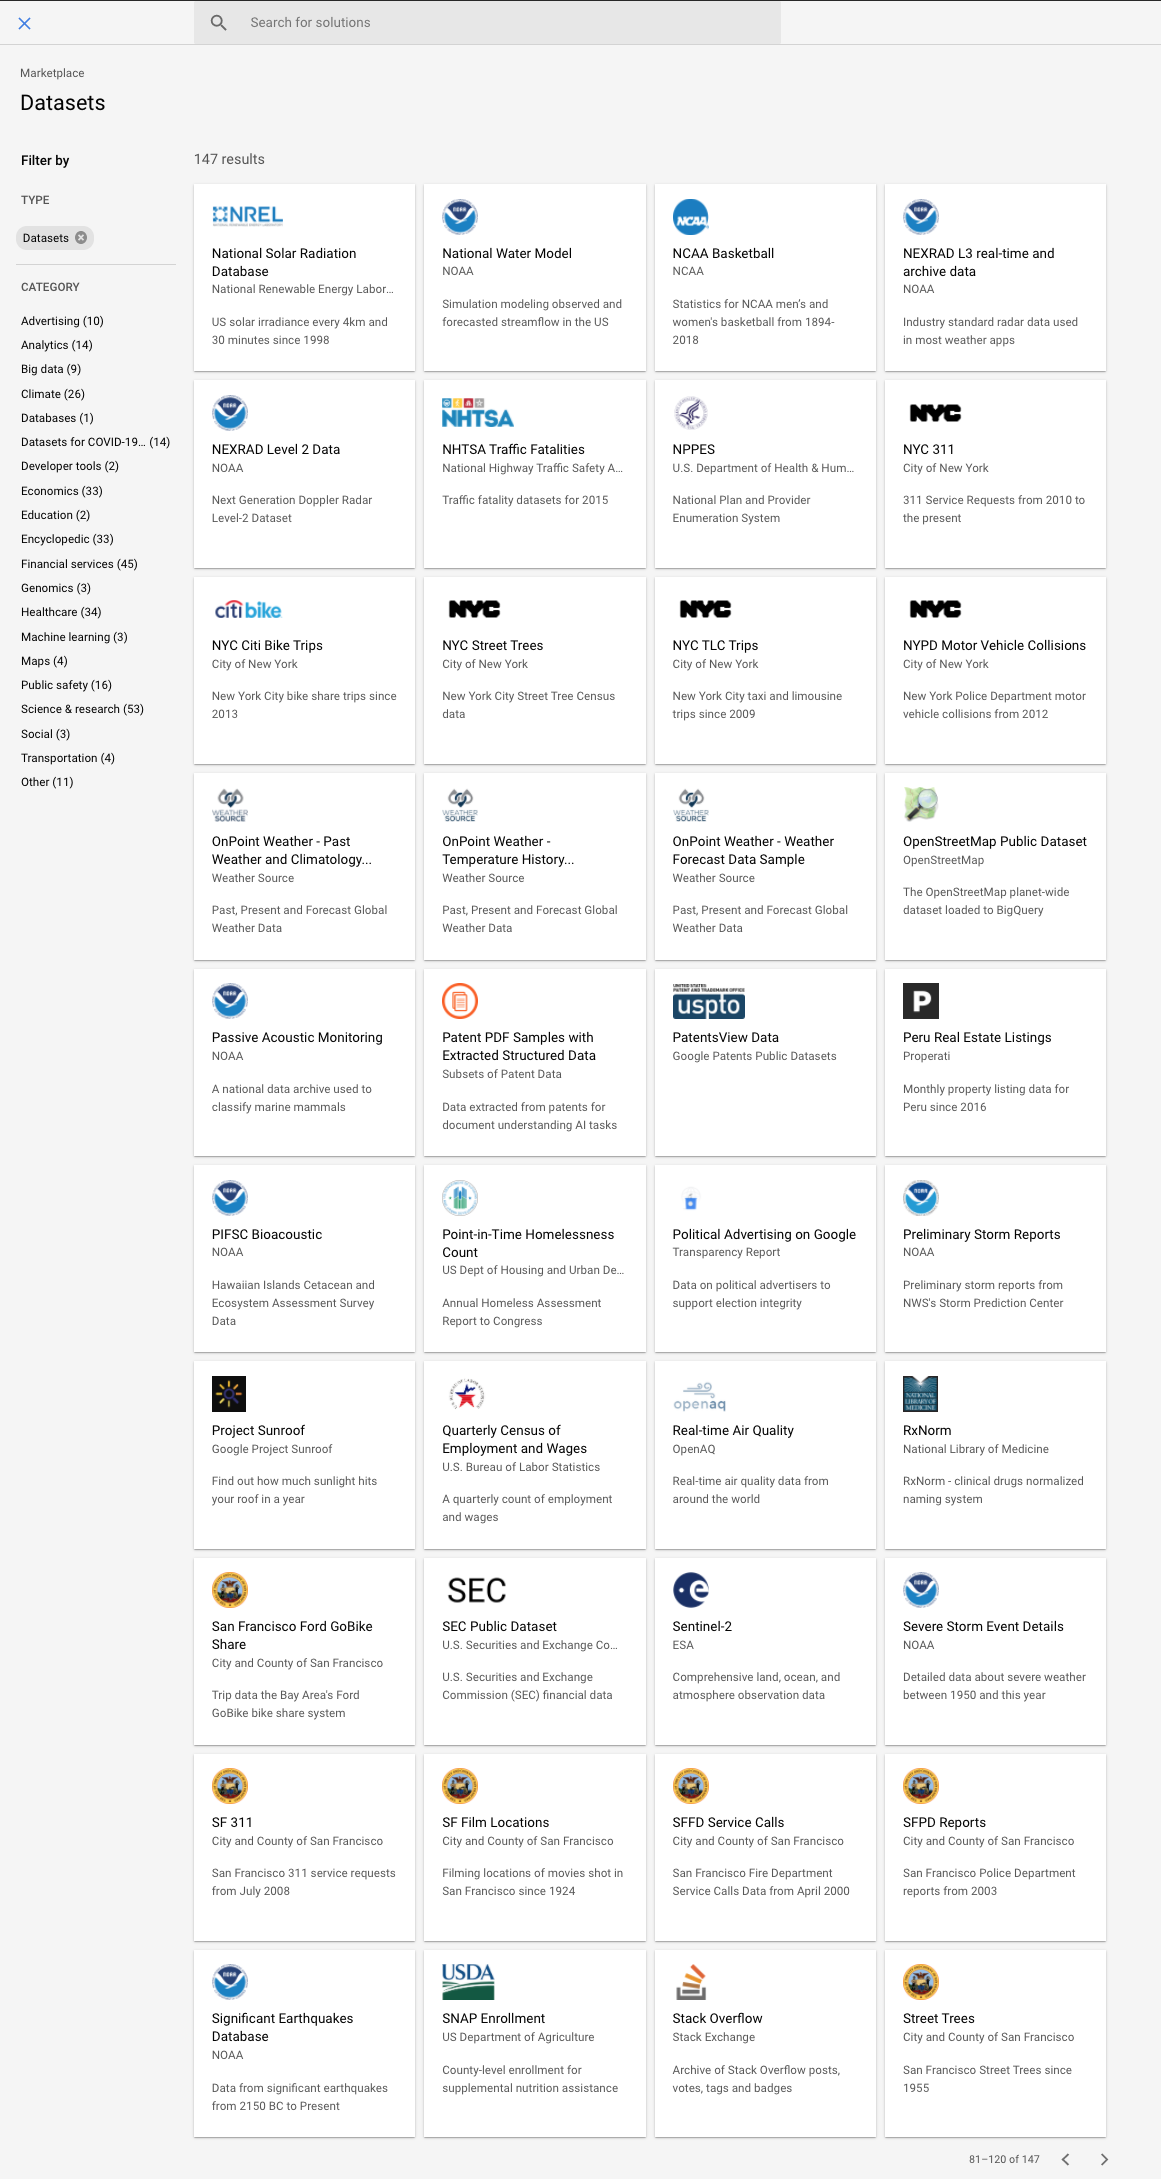 Search for solutions
Marketplace
Datasets
Filter by
TYPE
Datasets
CATEGORY
Advertising (10)
Analytics (14)
Big data (9)
Climate (26)
Databases (1)
Datasets for COVID-19... (14)
Developer tools (2)
Economics (33)
Education (2)
Encyclopedic (33)
Financial services (45)
Genomics (3)
Healthcare (34)
Machine learning (3)
Maps (4)
Public safety (16)
Science & research (53)
Social (3)
Transportation (4)
Other (11)
147 results
NREL
National Solar Radiation
Database
National Renewable Energy Labor...
US solar irradiance every 4km and
30 minutes since 1998
NOAA
National Water Model
NOAA
Simulation modeling observed and
forecasted streamflow in the US
NCAA
NCAA Basketball
NCAA
Statistics for NCAA men’s and
women's basketball from 1894-
2018
NOAA
NEXRAD L3 real-time and
archive data
NOAA
Industry standard radar data used
in most weather apps
NOAA
NEXRAD Level 2 Data
NOAA
Next Generation Doppler Radar
Level-2 Dataset
NHTSA
NHTSA Traffic Fatalities
National Highway Traffic Safety A...
Traffic fatality datasets for 2015
NPPES
U.S. Department of Health & Hum...
National Plan and Provider
Enumeration System
NYC
NYC 311
City of New York
311 Service Requests from 2010 to
the present
citi bike
NYC Citi Bike Trips
City of New York
New York City bike share trips since
2013
NYC
NYC Street Trees
City of New York
New York City Street Tree Census
data
NYC
NYC TLC Trips
City of New York
New York City taxi and limousine
trips since 2009
NYC
NYPD Motor Vehicle Collisions
City of New York
New York Police Department motor
vehicle collisions from 2012
WEATHER
SOURCE
OnPoint Weather - Past
Weather and Climatology...
Weather Source
Past, Present and Forecast Global
Weather Data
WEATHER
SOURCE
OnPoint Weather -
Temperature History...
Weather Source
Past, Present and Forecast Global
Weather Data
WEATHER
SOURCE
OnPoint Weather - Weather
Forecast Data Sample
Weather Source
Past, Present and Forecast Global
Weather Data
OpenStreetMap Public Dataset
OpenStreetMap
The OpenStreetMap planet-wide
dataset loaded to BigQuery
NOAA
Passive Acoustic Monitoring
NOAA
A national data archive used to
classify marine mammals
Patent PDF Samples with
Extracted Structured Data
Subsets of Patent Data
Data extracted from patents for
document understanding AI tasks
UNITED STATES
PATENT AND TRADEMARK OFFICE
uspto
PatentsView Data
Google Patents Public Datasets
P
Peru Real Estate Listings
Properati
Monthly property listing data for
Peru since 2016
NOAA
PIFSC Bioacoustic
NOAA
Hawaiian Islands Cetacean and
Ecosystem Assessment Survey
Data
Point-in-Time Homelessness
Count
US Dept of Housing and Urban De...
Annual Homeless Assessment
Report to Congress
Political Advertising on Google
Transparency Report
Data on political advertisers to
support election integrity
NOAA
Preliminary Storm Reports
NOAA
Preliminary storm reports from
NWS's Storm Prediction Center
Project Sunroof
Google Project Sunroof
Find out how much sunlight hits
your roof in a year
Quarterly Census of
Employment and Wages
U.S. Bureau of Labor Statistics
A quarterly count of employment
and wages
openaq
Real-time Air Quality
OpenAQ
Real-time air quality data from
around the world
NATIONAL
LIBRARY OF
MEDICINE
RxNorm
National Library of Medicine
RxNorm - clinical drugs normalized
naming system
San Francisco Ford GoBike
Share
City and County of San Francisco
Trip data the Bay Area's Ford
GoBike bike share system
SEC
SEC Public Dataset
U.S. Securities and Exchange Co...
U.S. Securities and Exchange
Commission (SEC) financial data
e
Sentinel-2
ESA
Comprehensive land, ocean, and
atmosphere observation data
NOAA
Severe Storm Event Details
NOAA
Detailed data about severe weather
between 1950 and this year
SF 311
City and County of San Francisco
San Francisco 311 service requests
from July 2008
SF Film Locations
City and County of San Francisco
Filming locations of movies shot in
San Francisco since 1924
SFFD Service Calls
City and County of San Francisco
San Francisco Fire Department
Service Calls Data from April 2000
SFPD Reports
City and County of San Francisco
San Francisco Police Department
reports from 2003
NOAA
Significant Earthquakes
Database
NOAA
Data from significant earthquakes
from 2150 BC to Present
USDA
SNAP Enrollment
US Department of Agriculture
County-level enrollment for
supplemental nutrition assistance
Stack Overflow
Stack Exchange
Archive of Stack Overflow posts,
votes, tags and badges
Street Trees
City and County of San Francisco
San Francisco Street Trees since
1955
81–120 of 147